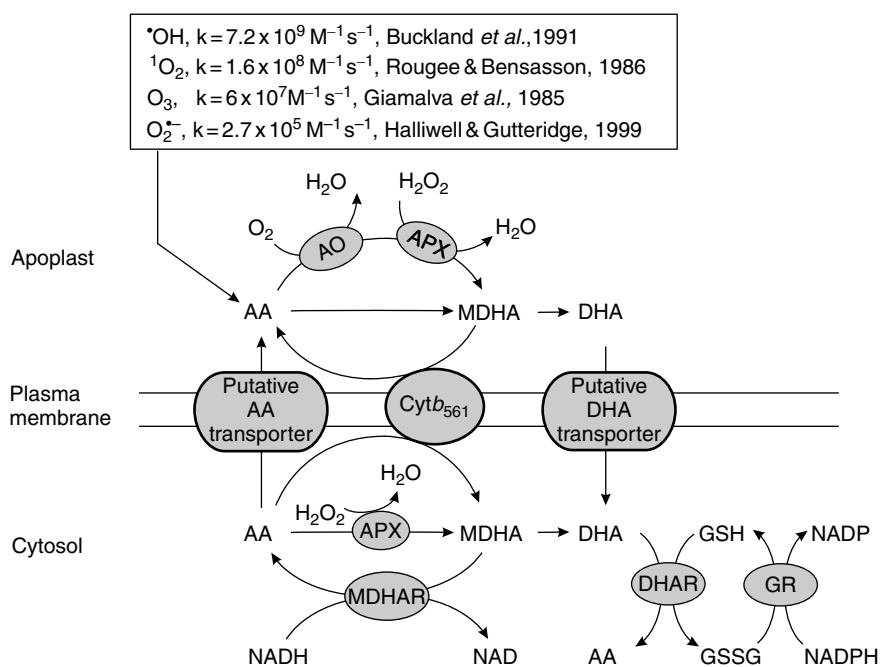 •OH, k = 7.2 x 10⁹ M⁻¹ s⁻¹, Buckland et al.,1991
¹O₂, k = 1.6 x 10⁸ M⁻¹ s⁻¹, Rougee & Bensasson, 1986
O₃, k = 6 x 10⁷M⁻¹ s⁻¹, Giamalva et al., 1985
O₂•⁻, k = 2.7 x 10⁵ M⁻¹ s⁻¹, Halliwell & Gutteridge, 1999
H₂O H₂O₂
O₂ AO APX H₂O
Apoplast
AA MDHA DHA
Plasma
membrane
Putative
AA
transporter
Cytb₅₆₁
Putative
DHA
transporter
H₂O
H₂O₂
APX
Cytosol
AA MDHA DHA GSH NADP
MDHAR DHAR GR
NADH NAD AA GSSG NADPH